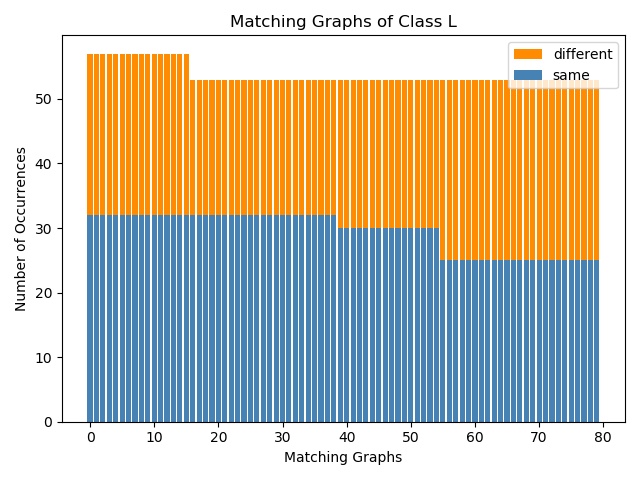 Matching Graphs of Class L
different
same
Number of Occurrences
50
40
30
20
10
0
0 10 20 30 40 50 60 70 80
Matching Graphs